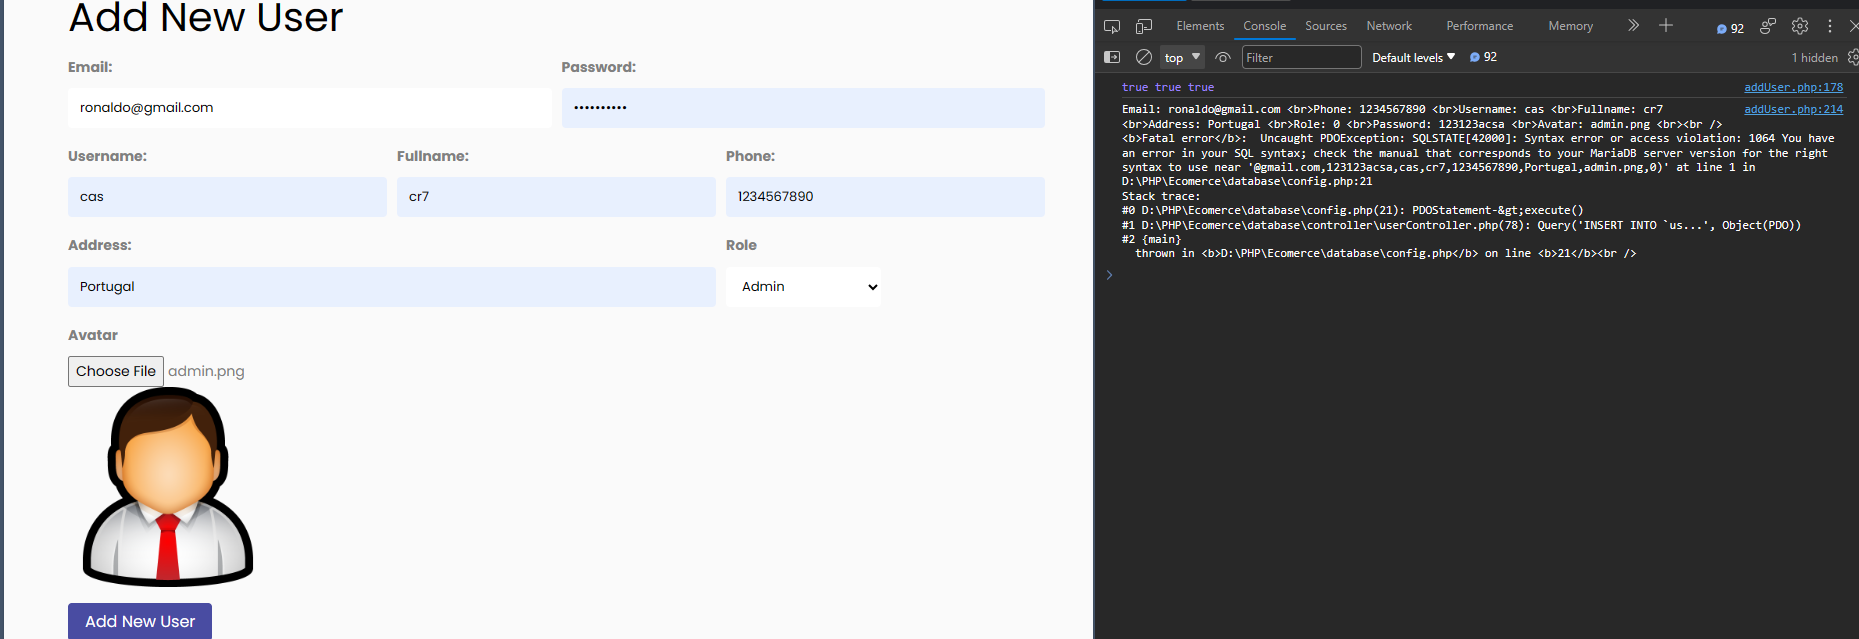 Add New User
Email:
Password:
ronaldo@gmail.com
••••••••••
Username:
Fullname:
Phone:
cas
cr7
1234567890
Address:
Role
Portugal
Admin
Avatar
Choose File admin.png
Add New User
Elements Console Sources Network Performance Memory
92
top
Filter
Default levels
92
1 hidden
true true true addUser.php:178
Email: ronaldo@gmail.com <br>Phone: 1234567890 <br>Username: cas <br>Fullname: cr7 addUser.php:214
<br>Address: Portugal <br>Role: 0 <br>Password: 123123acsa <br>Avatar: admin.png <br><br />
<b>Fatal error</b>:  Uncaught PDOException: SQLSTATE[42000]: Syntax error or access violation: 1064 You have
an error in your SQL syntax; check the manual that corresponds to your MariaDB server version for the right
syntax to use near '@gmail.com,123123acsa,cas,cr7,1234567890,Portugal,admin.png,0)' at line 1 in
D:\PHP\Ecomerce\database\config.php:21
Stack trace:
#0 D:\PHP\Ecomerce\database\config.php(21): PDOStatement-&gt;execute()
#1 D:\PHP\Ecomerce\database\controller\userController.php(78): Query('INSERT INTO `us...', Object(PDO))
#2 {main}
  thrown in <b>D:\PHP\Ecomerce\database\config.php</b> on line <b>21</b><br />